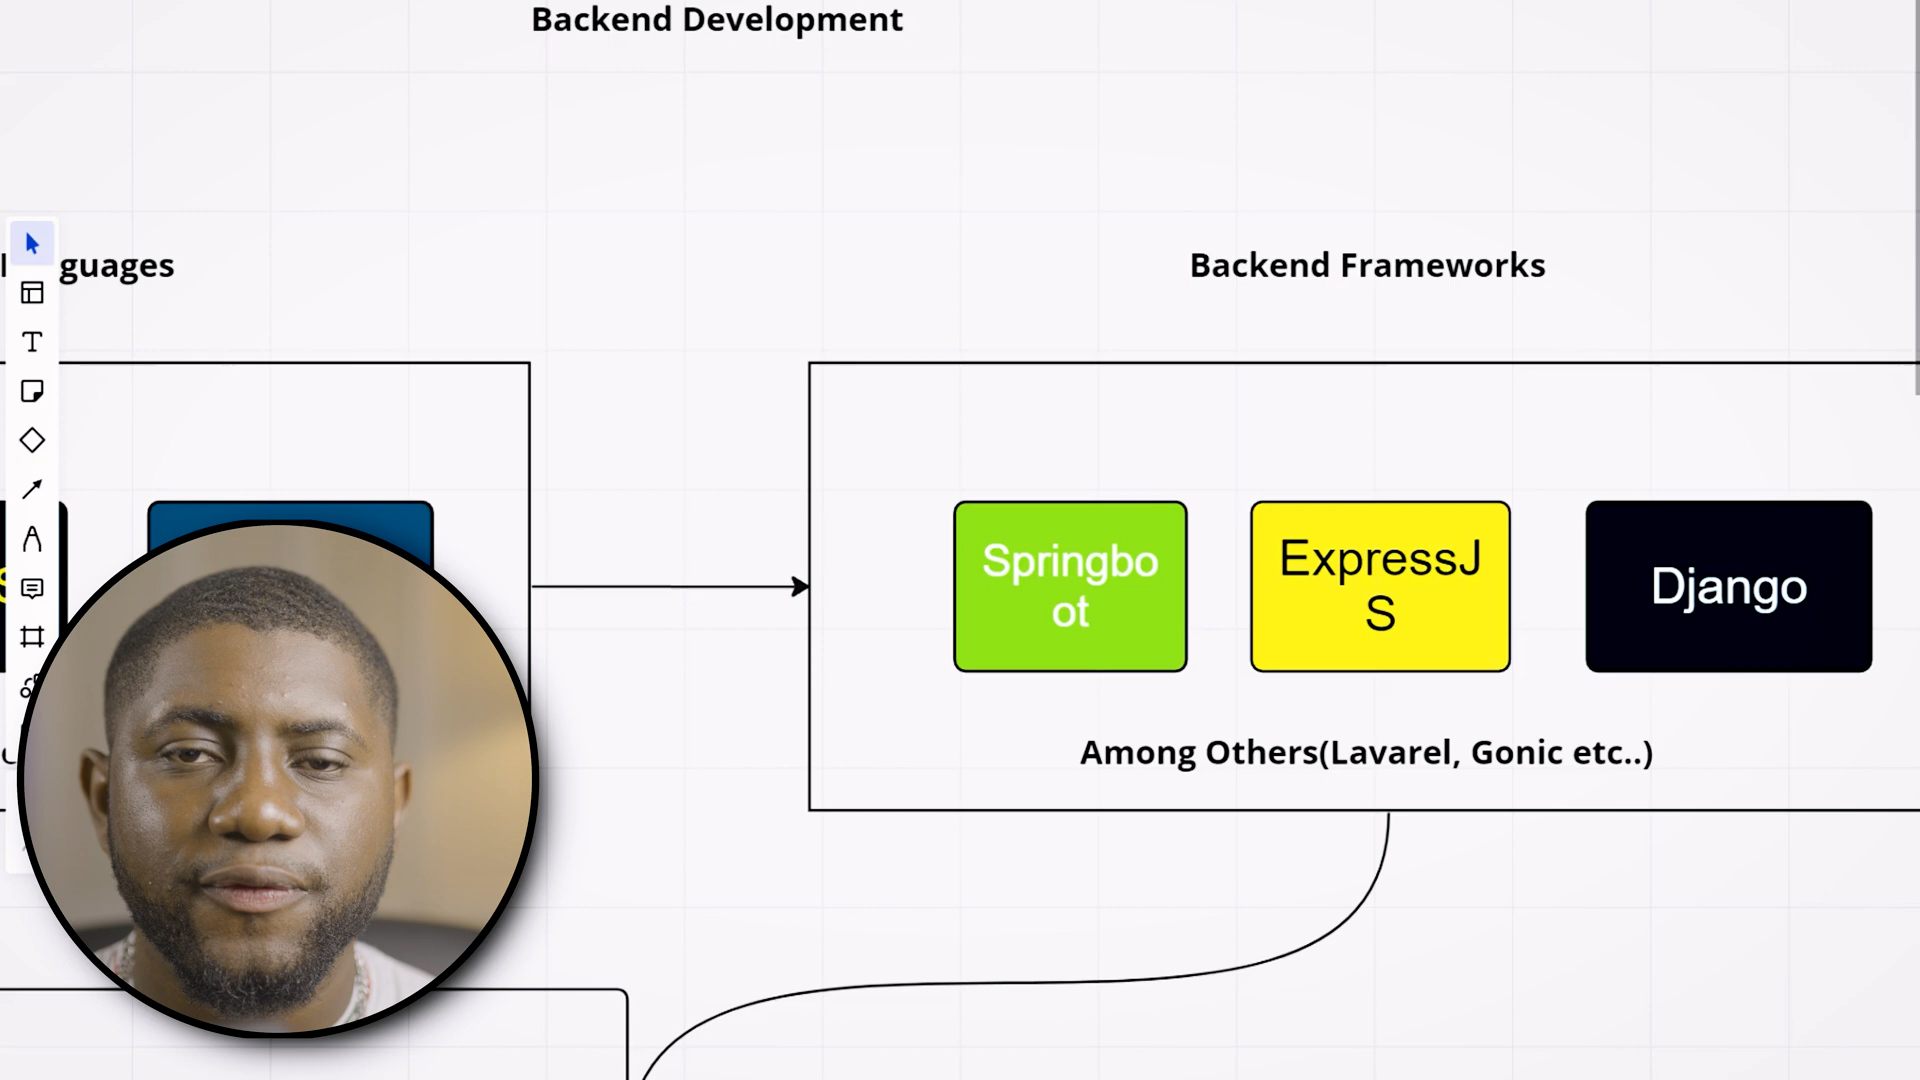 Backend Development
guages
Backend Frameworks
Springbo
ot
ExpressJ
S
Django
Among Others(Lavarel, Gonic etc..)